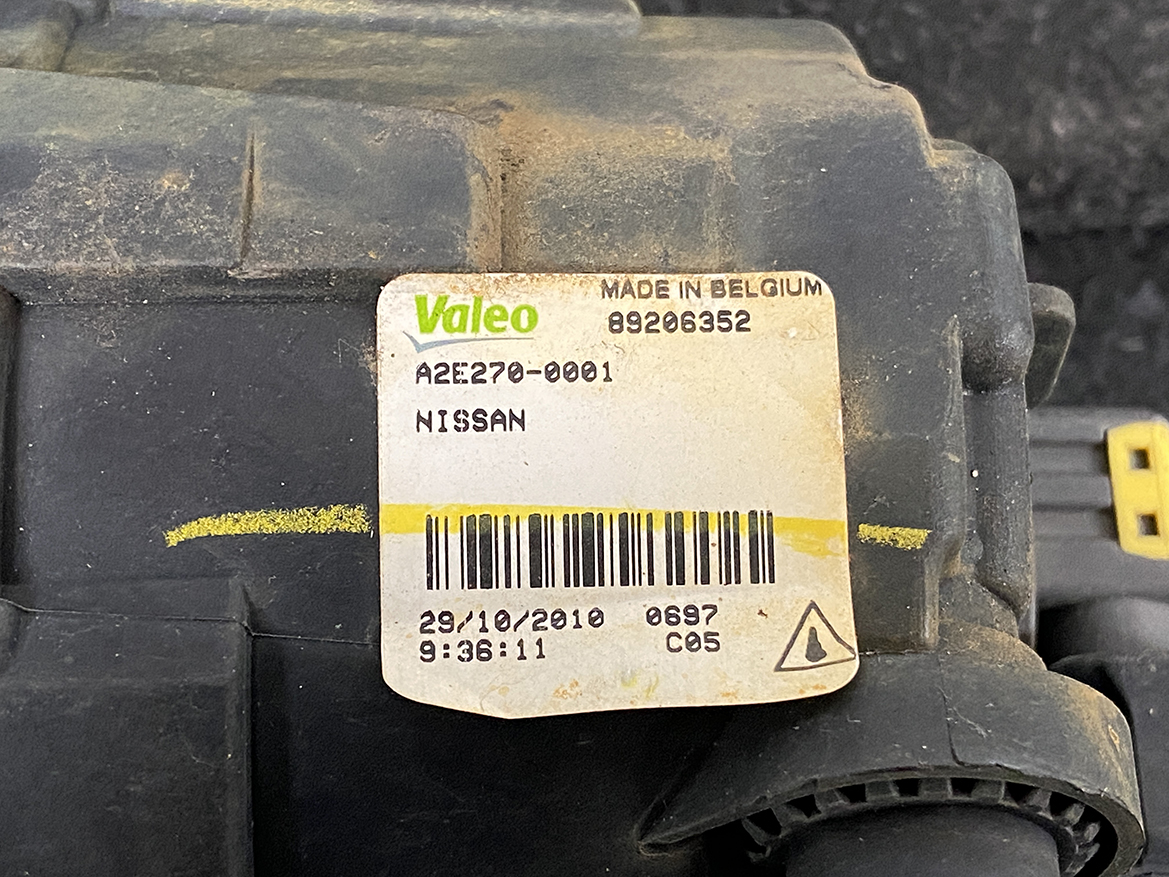 Valeo
MADE IN BELGIUM
89206352
A2E270-0001
NISSAN
29/10/2010 0697
9:36:11 C05